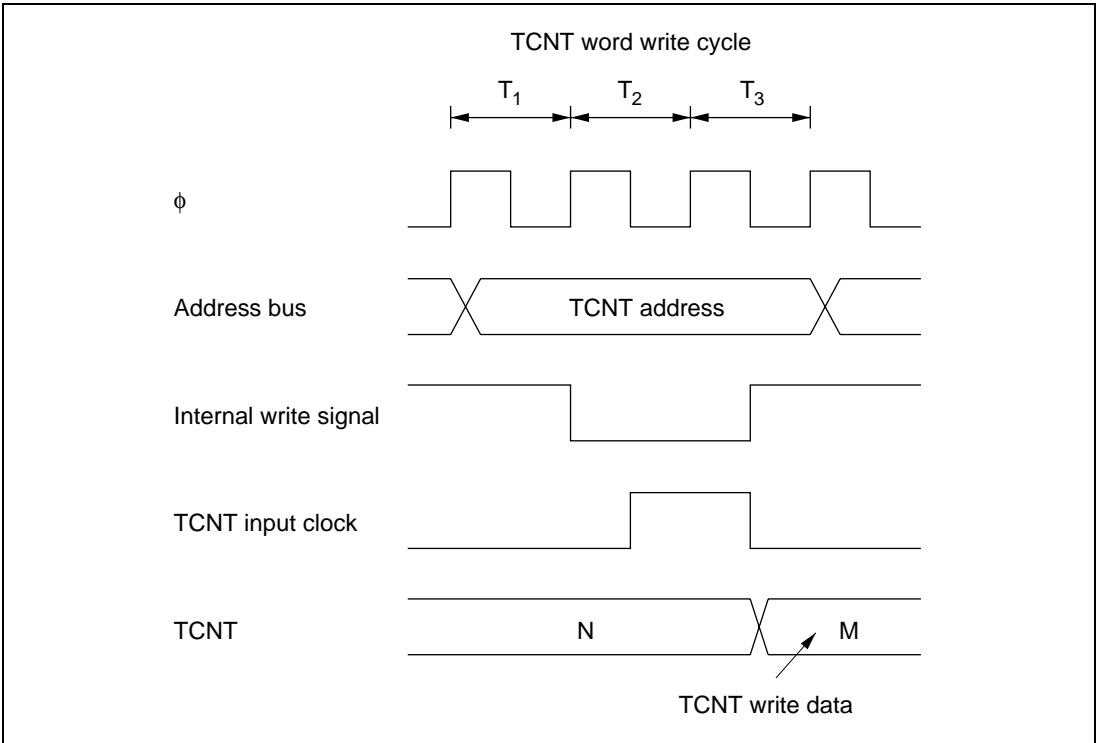 TCNT word write cycle
T1 T2 T3
φ
Address bus TCNT address
Internal write signal
TCNT input clock
TCNT N M
TCNT write data